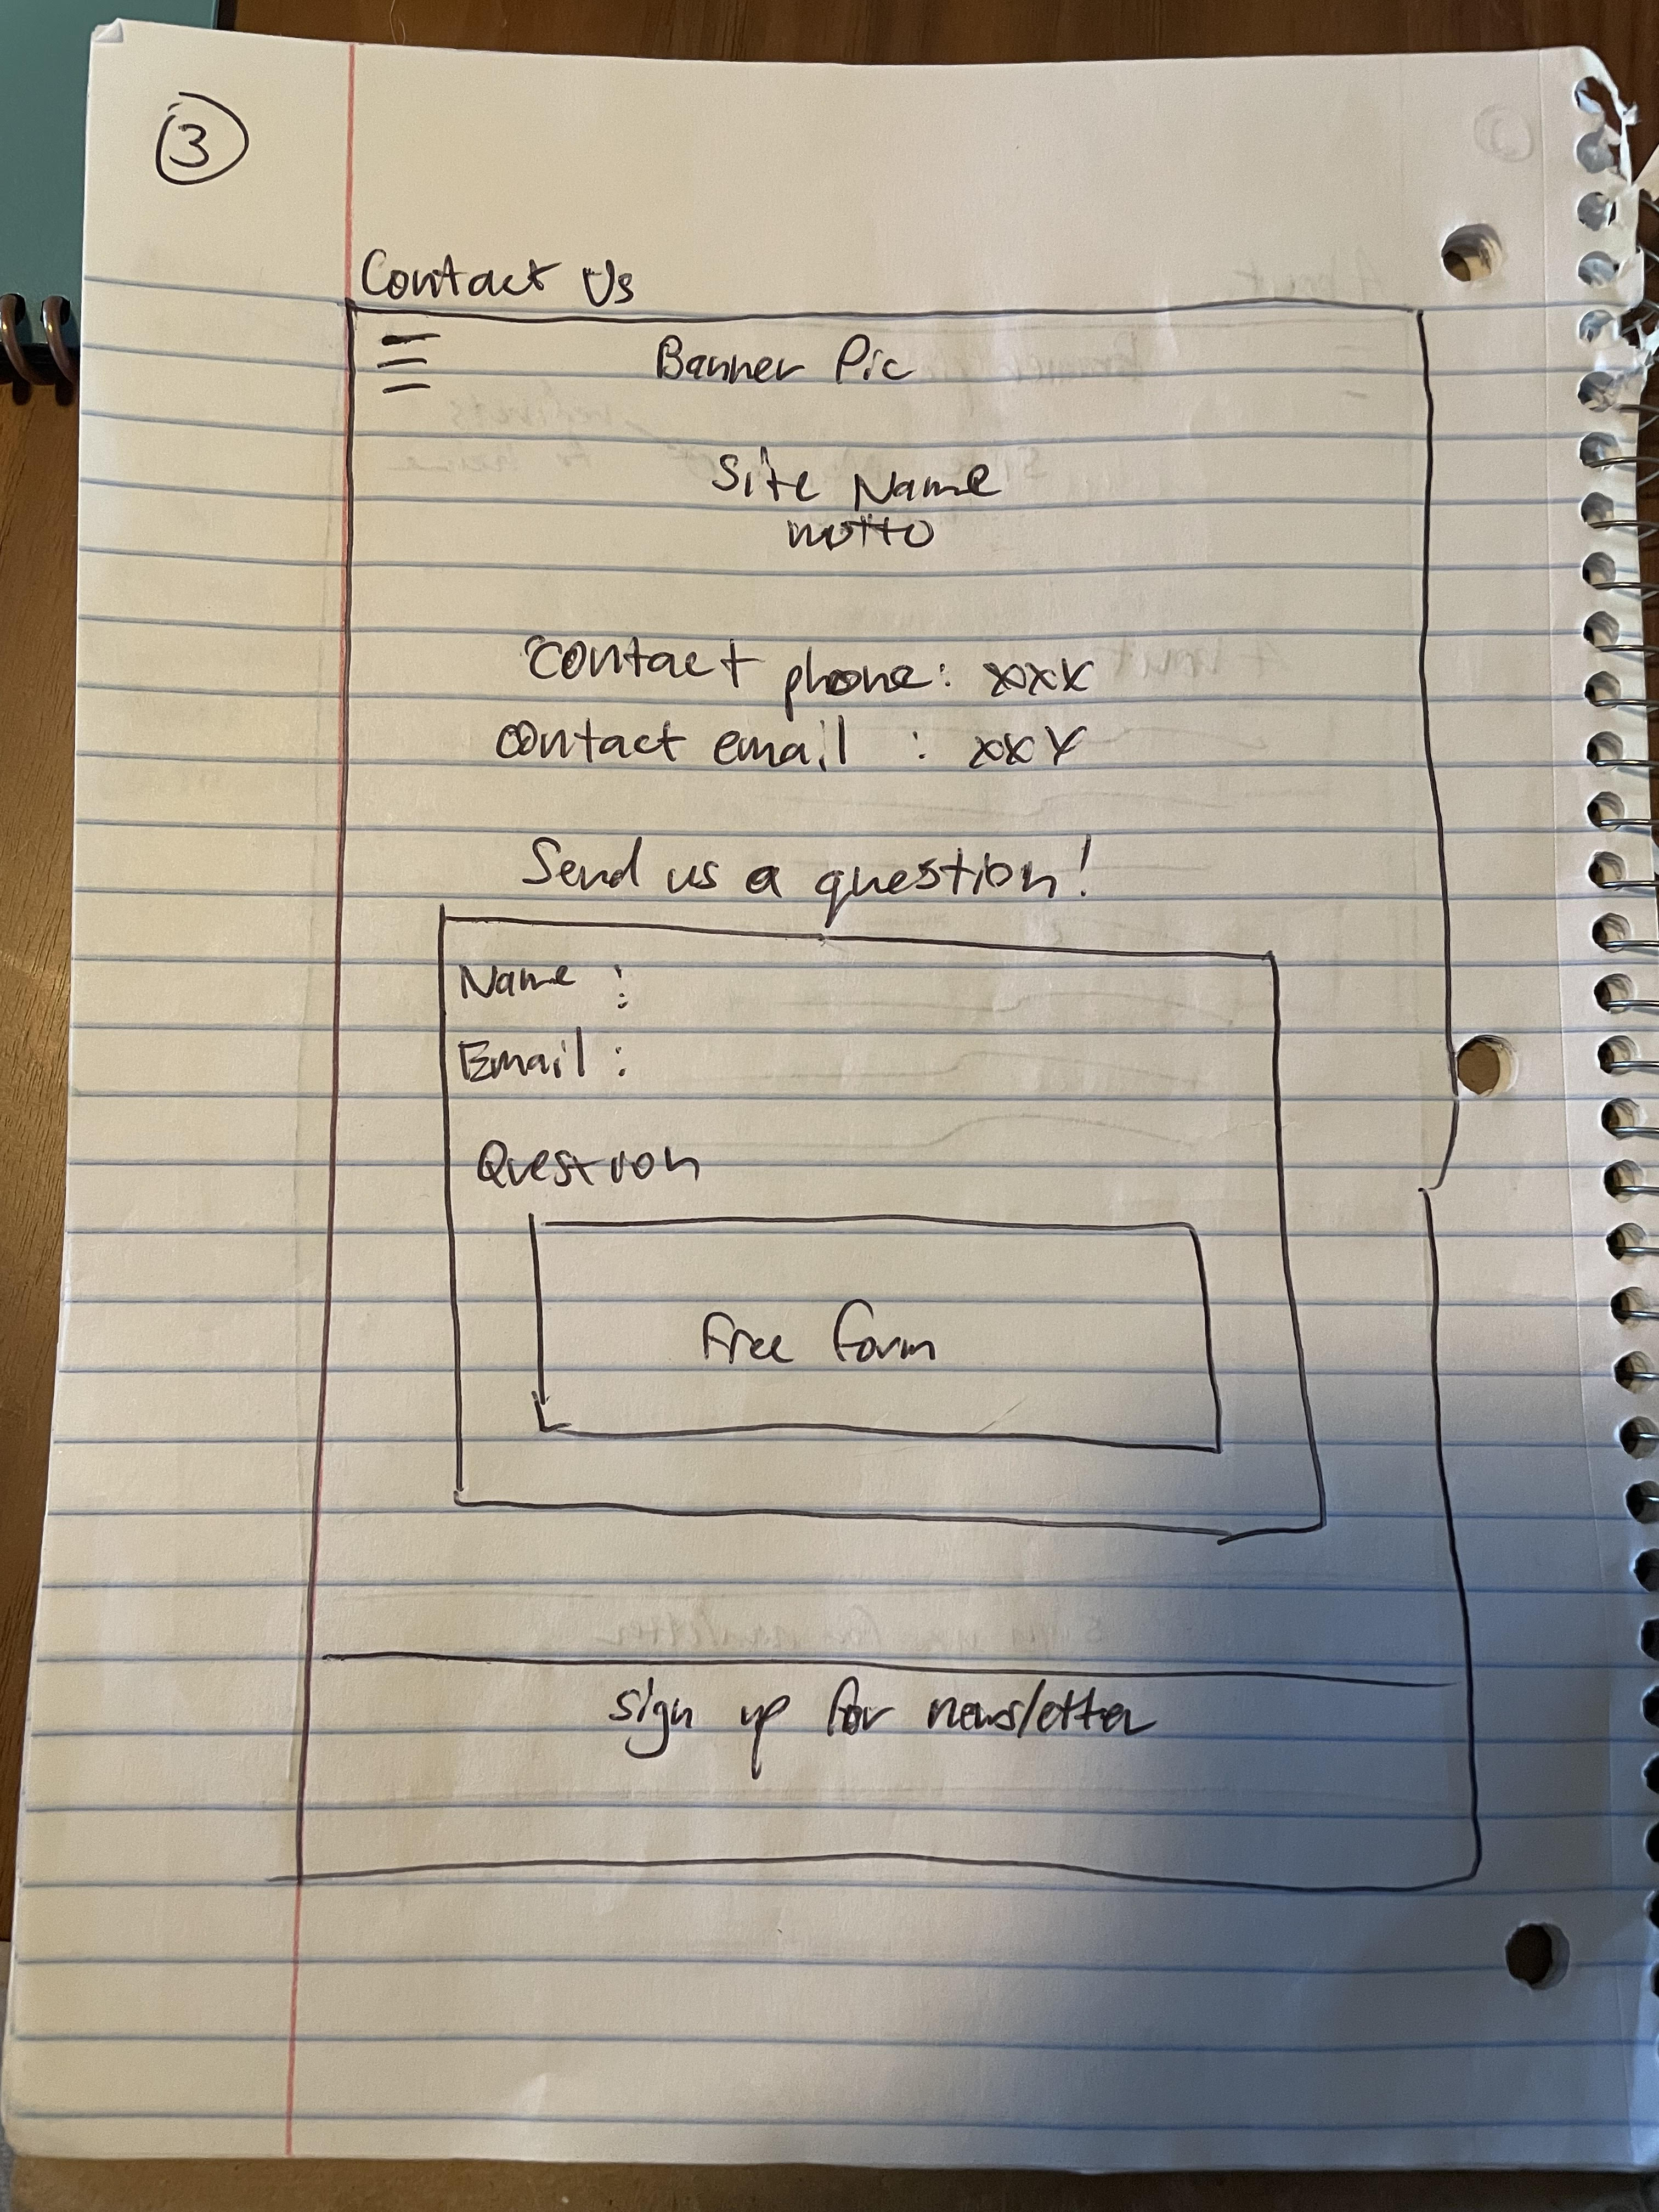 3
Contact Us
Banner Pic
Site Name
motto
Contact phone: xxx
contact email : xxx
Send us a question!
Name :
Email :
Question
free form
sign up for newsletter